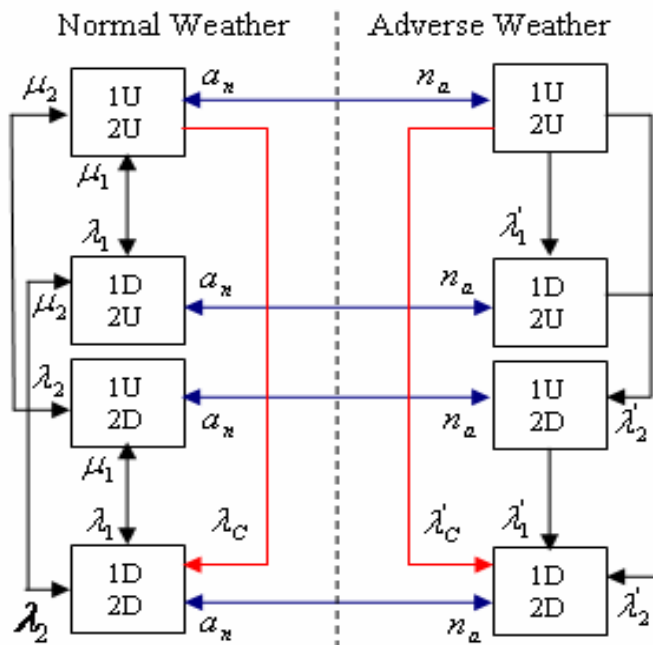 Normal Weather Adverse Weather
μ₂ 1U aₙ nₐ 1U
2U 2U
μ₁
λ₁ λ'₁
1D aₙ nₐ 1D
μ₂ 2U 2U
λ₂ 1U 1U
2D aₙ nₐ 2D λ'₂
μ₁
λ₁ λ_C λ'_C λ'₁
1D 1D
2D 2D λ'₂
λ₂ aₙ nₐ